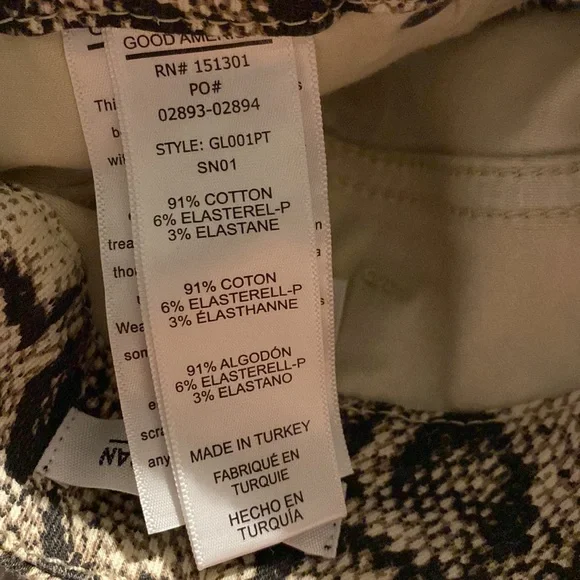 GOOD
RN# 151301
PO#
02893-02894
STYLE: GL001PT
SN01
91% COTTON
6% ELASTEREL-P
3% ELASTANE
91% COTON
6% ELASTERELL-P
3% ÉLASTHANNE
91% ALGODÓN
6% ELASTERELL-P
3% ELASTANO
MADE IN TURKEY
FABRIQUÉ EN
TURQUIE
HECHO EN
TURQUÍA
any